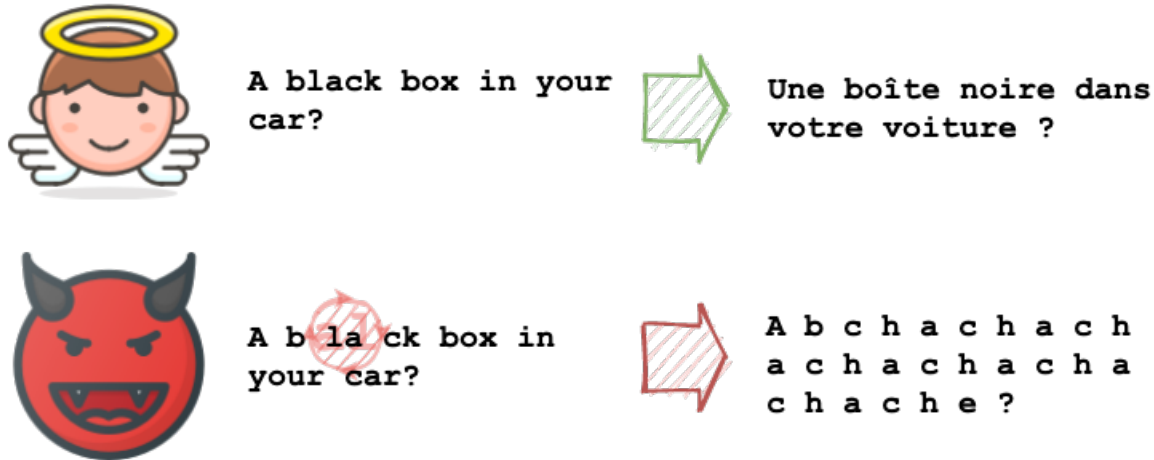 A black box in your
car?
Une boîte noire dans
votre voiture ?
A b la ck box in
your car?
A b c h a c h a c h
a c h a c h a c h a
c h a c h e ?